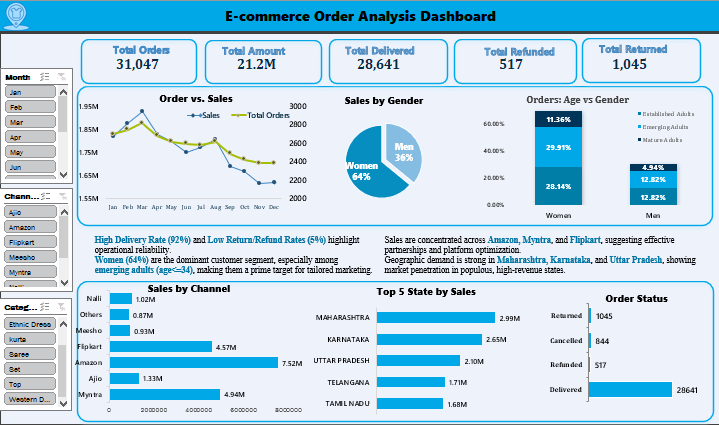 E-commerce Order Analysis Dashboard
Total Orders
31,047
Total Amount
21.2M
Total Delivered
28,641
Total Refunded
517
Total Returned
1,045
Month
Jan
Feb
Mar
Apr
May
Jun
Chann...
Ajio
Amazon
Flipkart
Meesho
Myntra
Nalli
Categ...
Ethnic Dress
kurta
Saree
Set
Top
Western D...
Order vs. Sales
Sales
Total Orders
1.95M
1.85M
1.75M
1.65M
1.55M
3000
2800
2600
2400
2200
2000
Jan Feb Mar Apr May Jun Jul Aug Sep Oct Nov Dec
Sales by Gender
Men
36%
Women
64%
Orders: Age vs Gender
Established Adults
Emerging Adults
Mature Adults
60.00%
40.00%
20.00%
0.00%
11.36%
29.91%
28.14%
4.94%
12.82%
12.82%
Women Men
High Delivery Rate (92%) and Low Return/Refund Rates (5%) highlight
operational reliability.
Women (64%) are the dominant customer segment, especially among
emerging adults (age<=34), making them a prime target for tailored marketing.
Sales are concentrated across Amazon, Myntra, and Flipkart, suggesting effective
partnerships and platform optimization.
Geographic demand is strong in Maharashtra, Karnataka, and Uttar Pradesh, showing
market penetration in populous, high-revenue states.
Sales by Channel
Nalli 1.02M
Others 0.87M
Meesho 0.93M
Flipkart 4.57M
Amazon 7.52M
Ajio 1.33M
Myntra 4.94M
0 2000000 4000000 6000000 8000000
Top 5 State by Sales
MAHARASHTRA 2.99M
KARNATAKA 2.65M
UTTAR PRADESH 2.10M
TELANGANA 1.71M
TAMIL NADU 1.68M
Order Status
Returned 1045
Cancelled 844
Refunded 517
Delivered 28641